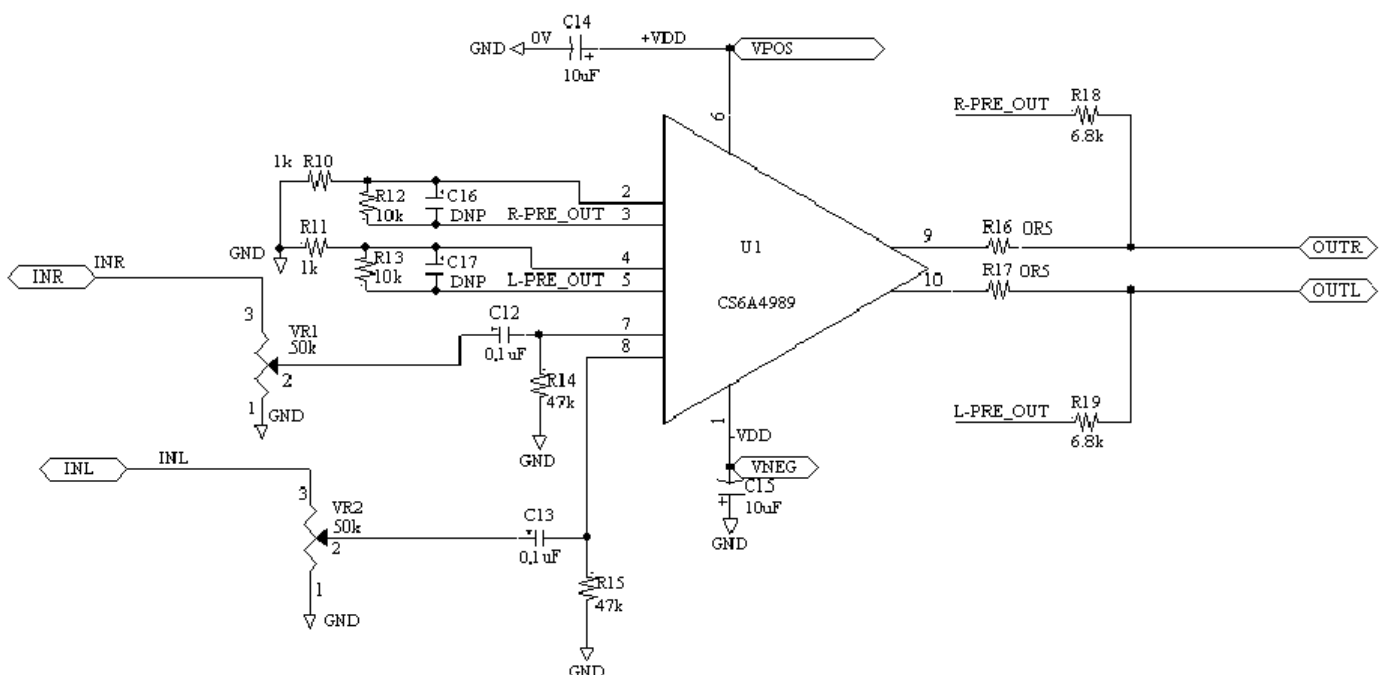 C14
GND 0V +VDD VPOS
10uF
6
R-PRE_OUT R18
6.8k
1k R10
2
R12 C16
10k DNP R-PRE_OUT 3
R11
GND 1k
R13 C17 4
10k DNP L-PRE_OUT 5
U1
CS6A4989
9 R16 0R5
OUTR
10 R17 0R5
OUTL
INR INR
3
VR1
50k
2
1
GND
C12
0.1uF
7
8
R14
47k
GND
1
-VDD
VNEG
C15
10uF
GND
L-PRE_OUT R19
6.8k
INL INL
3
VR2
50k
2
1
GND
C13
0.1uF
R15
47k
GND